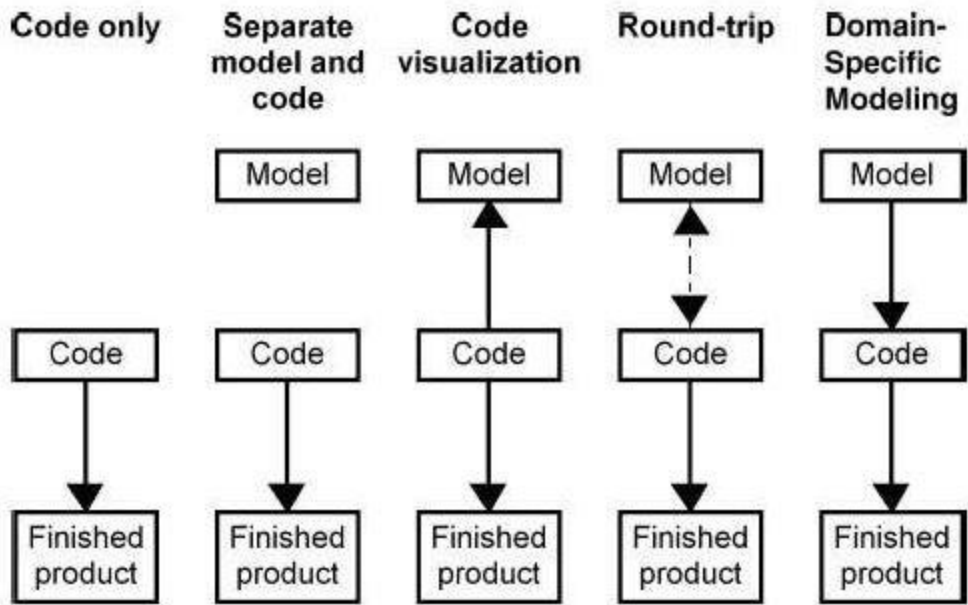 Code only
Separate
model and
code
Code
visualization
Round-trip
Domain-
Specific
Modeling
Model
Model
Model
Model
Code
Code
Code
Code
Code
Finished
product
Finished
product
Finished
product
Finished
product
Finished
product